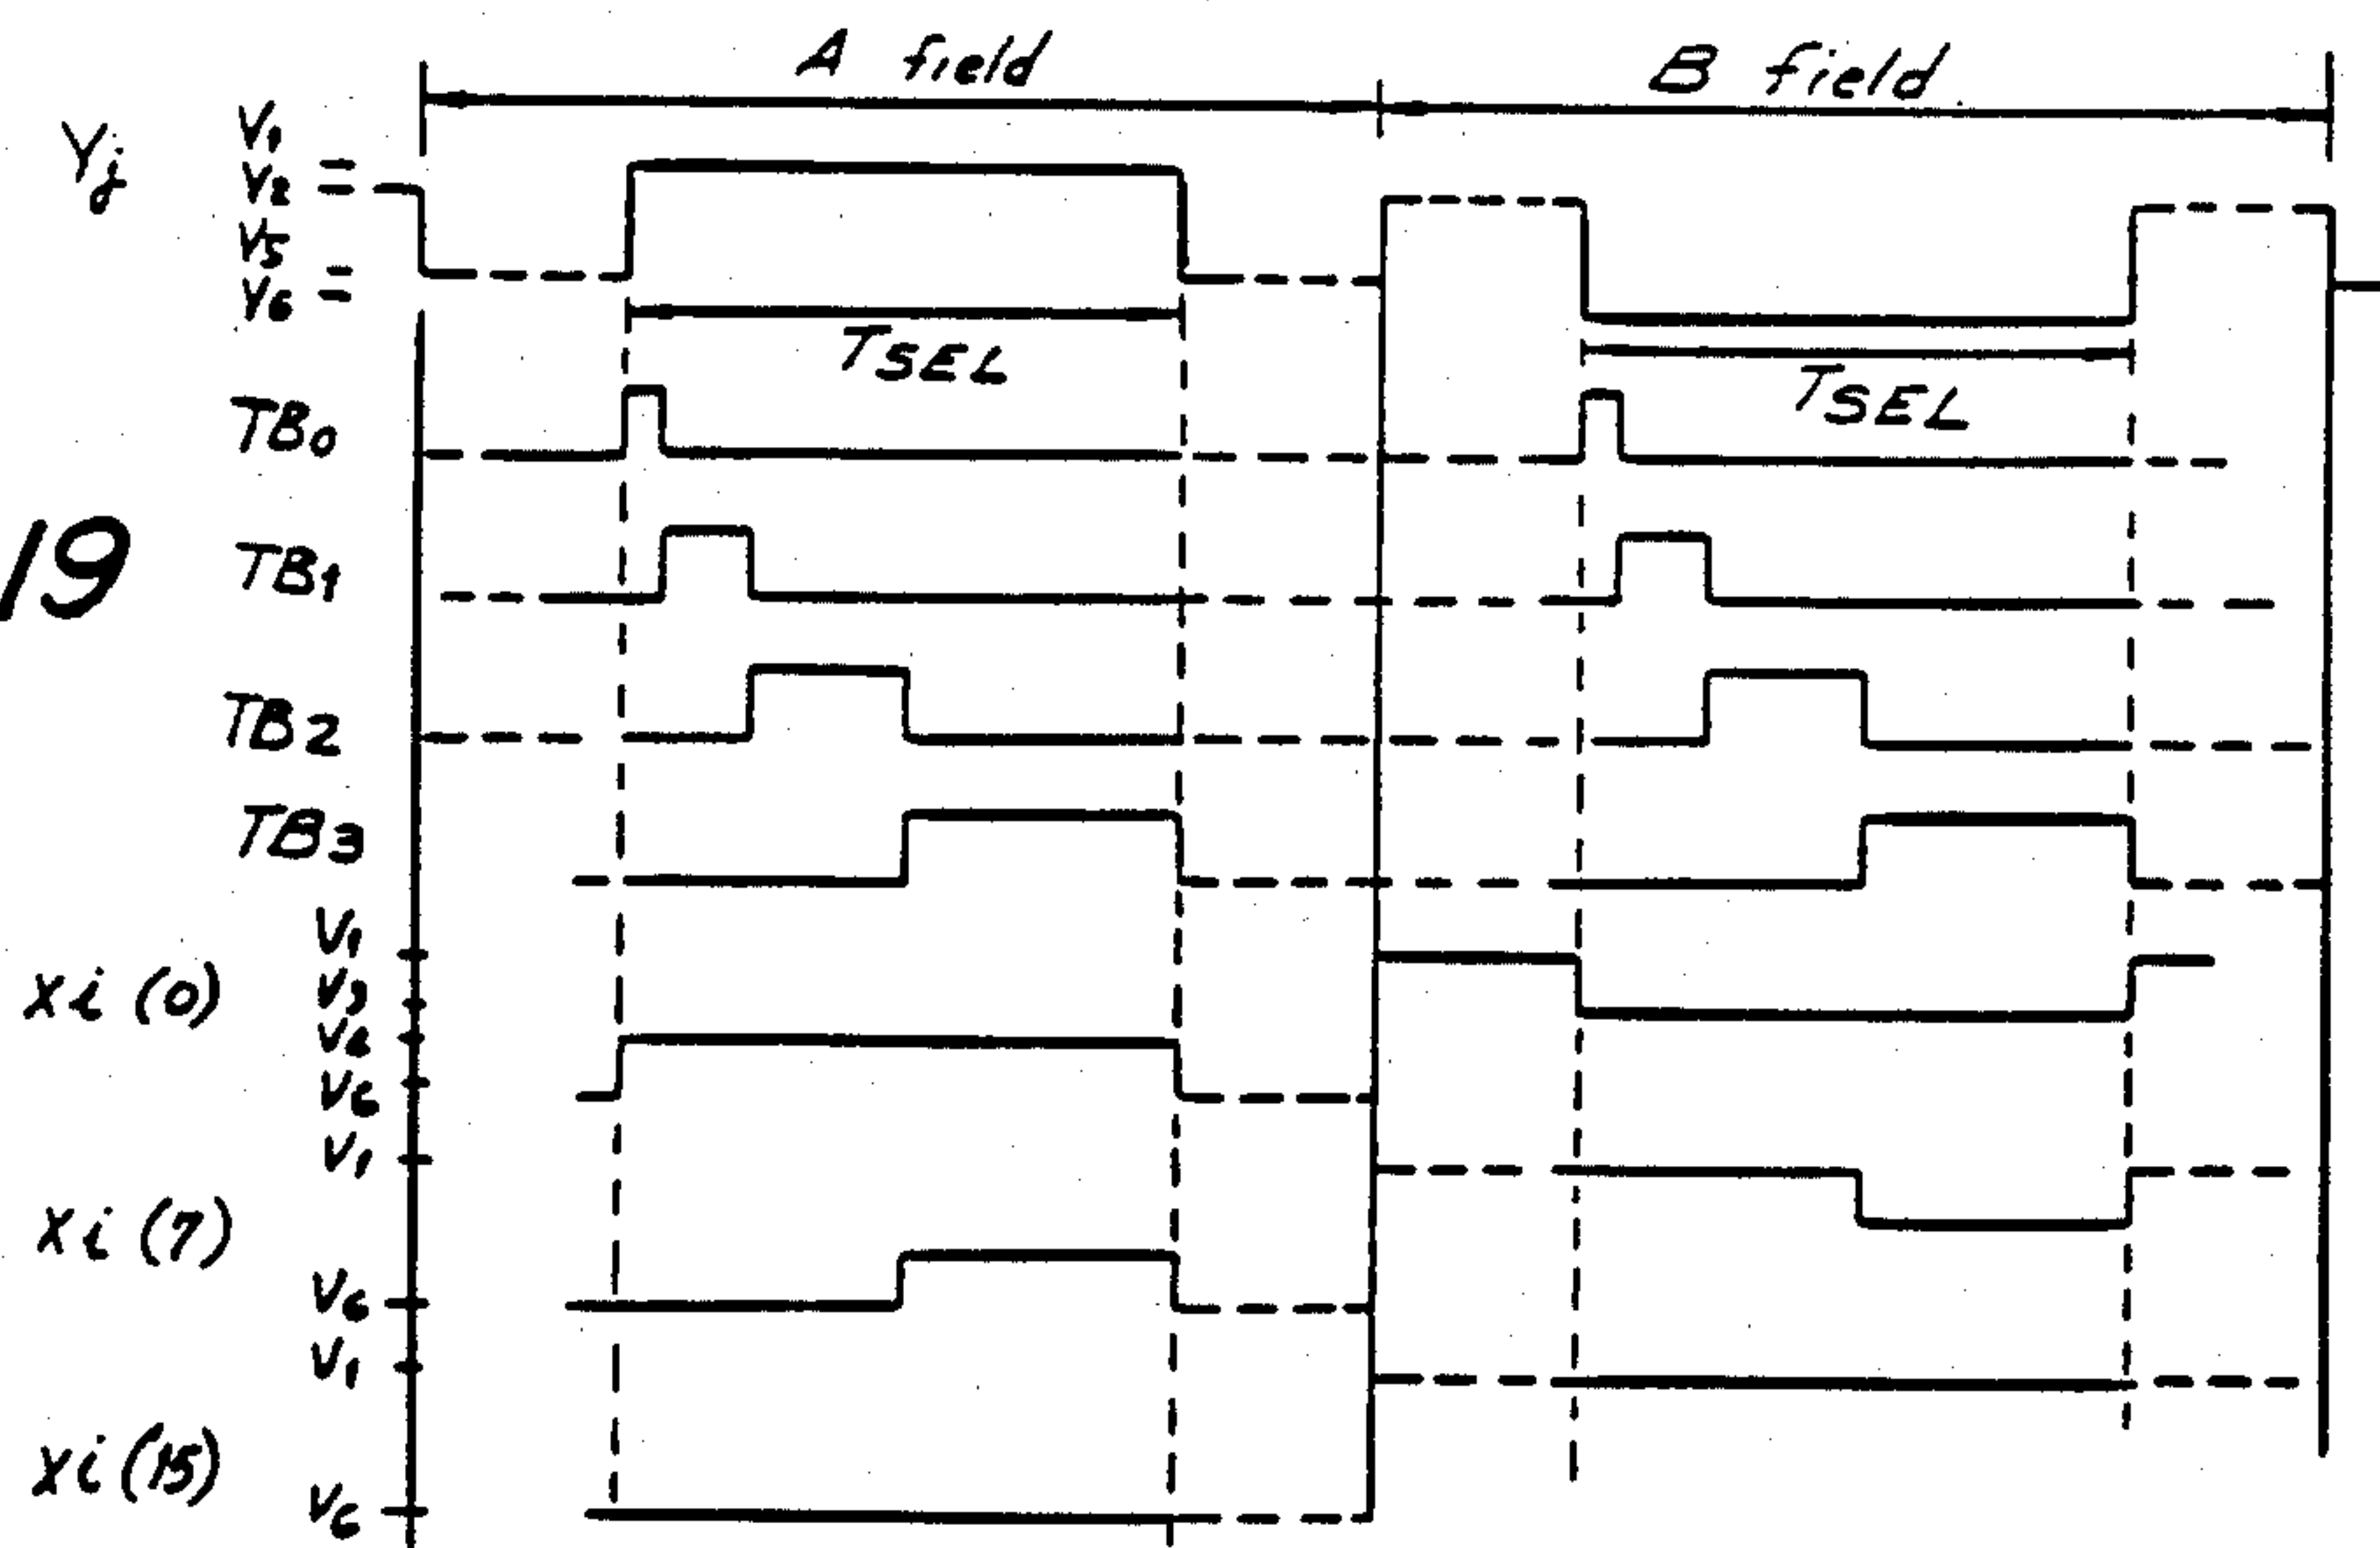 A field
B field
Yj
V1
V2
V5
V6
TSEL
TSEL
TB0
19
TB1
TB2
TB3
V1
V3
V4
V6
xi (0)
V1
xi (7)
V6
V1
xi (15)
V6